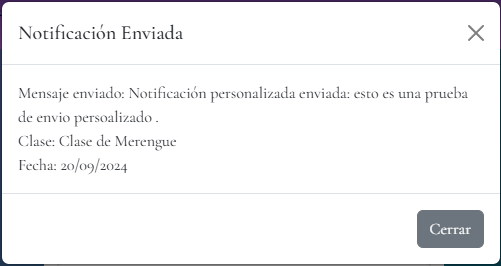 Notificación Enviada
Mensaje enviado: Notificación personalizada enviada: esto es una prueba
de envio persoalizado .
Clase: Clase de Merengue
Fecha: 20/09/2024
Cerrar